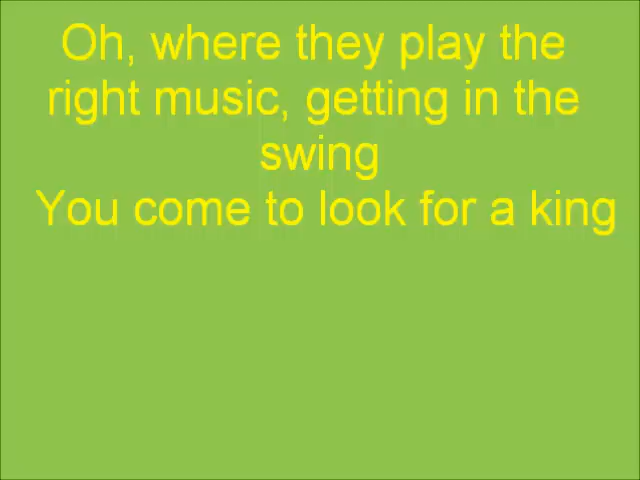 Oh, where they play the
right music, getting in the
swing
You come to look for a king